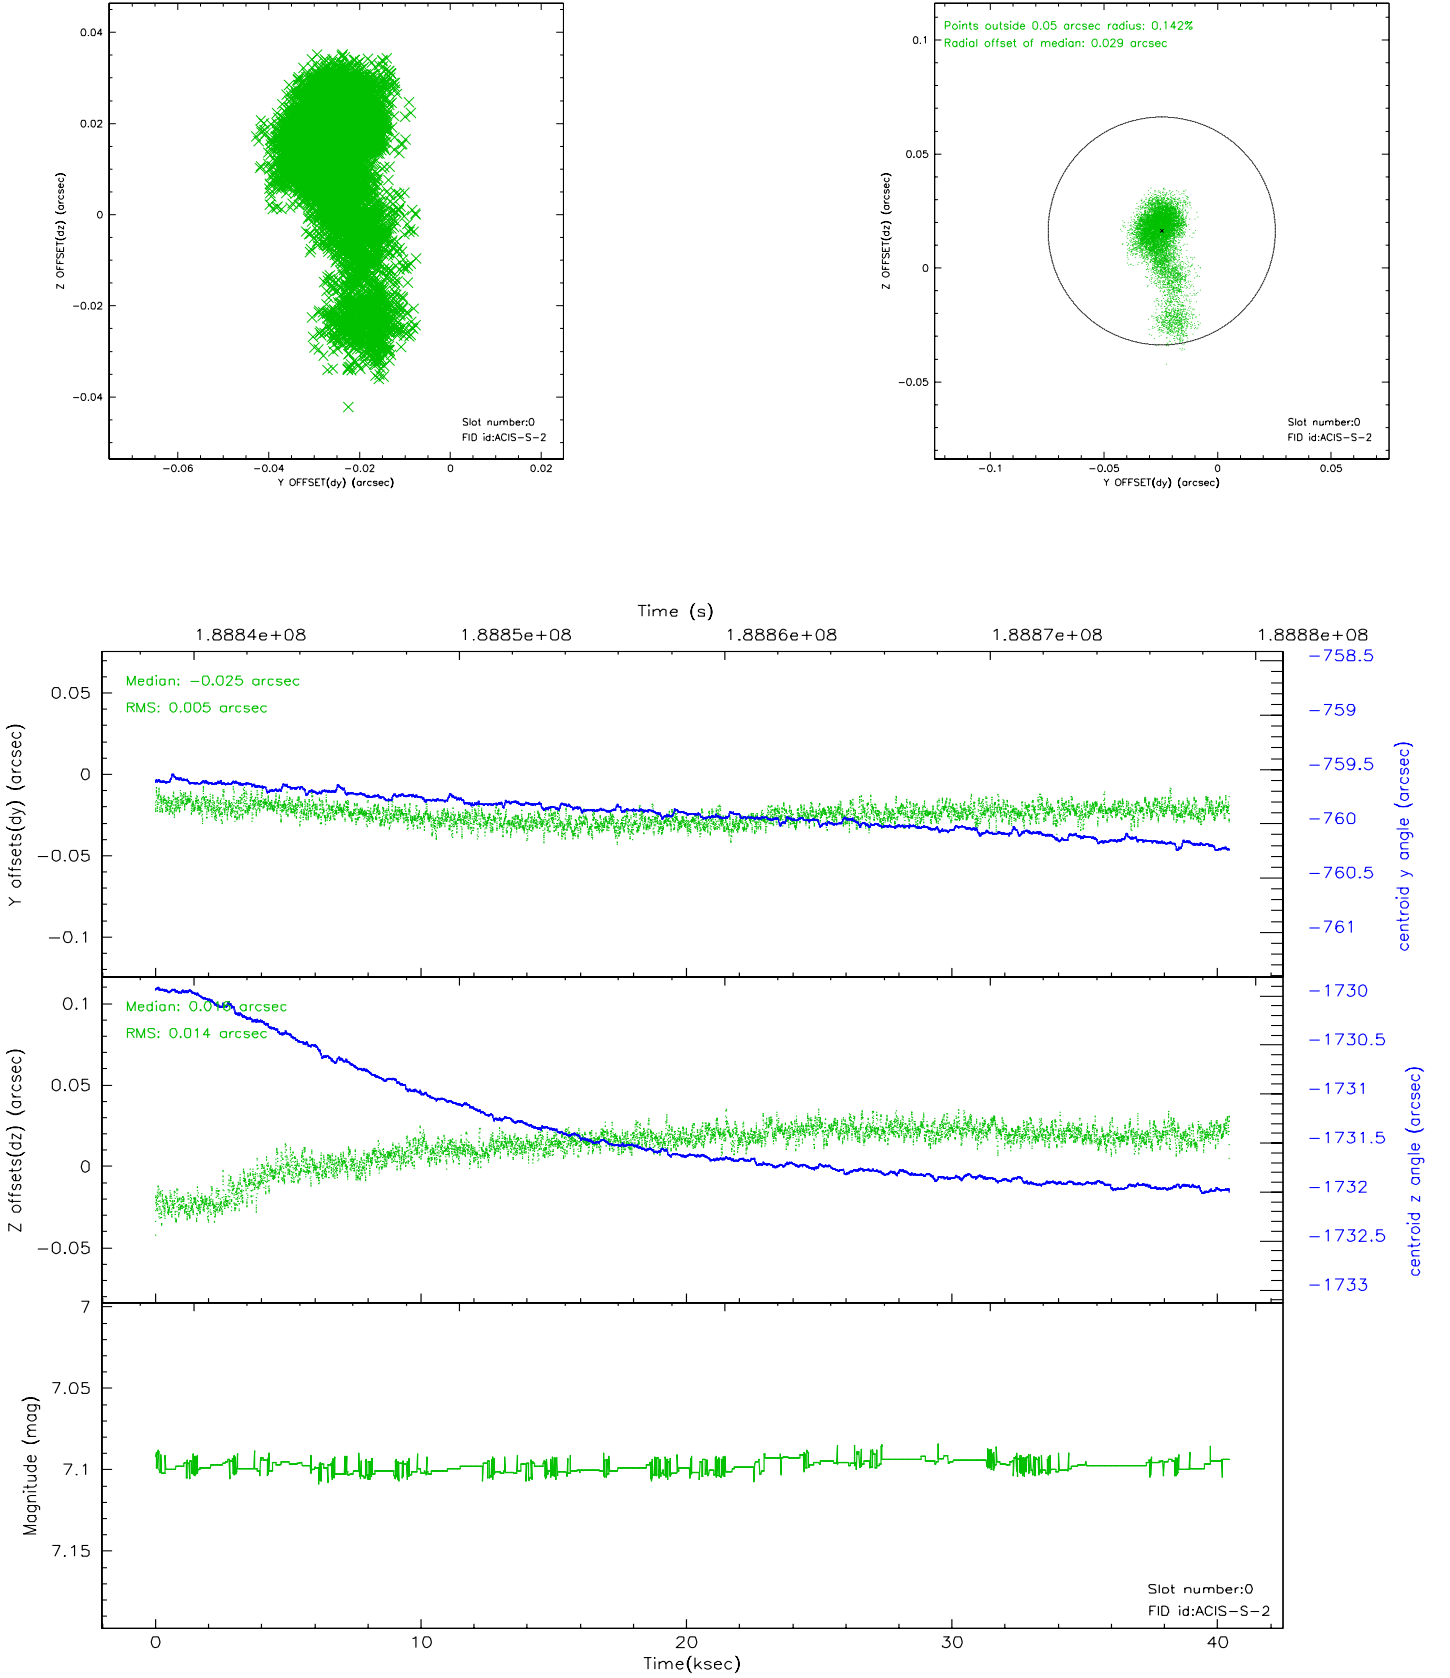 0.04
0.02
0
−0.02
−0.04
Z OFFSET(dz) (arcsec)
Slot number:0
FID id:ACIS−S−2
−0.06 −0.04 −0.02 0 0.02
Y OFFSET(dy) (arcsec)
Points outside 0.05 arcsec radius: 0.142%
Radial offset of median: 0.029 arcsec
0.1
0.05
0
−0.05
Z OFFSET(dz) (arcsec)
Slot number:0
FID id:ACIS−S−2
−0.1 −0.05 0 0.05
Y OFFSET(dy) (arcsec)
Time (s)
1.8884e+08 1.8885e+08 1.8886e+08 1.8887e+08 1.8888e+08
Median: −0.025 arcsec
RMS: 0.005 arcsec
0.05
0
−0.05
−0.1
Y offsets(dy) (arcsec)
−758.5
−759
−759.5
−760
−760.5
−761
centroid y angle (arcsec)
Median: arcsec
RMS: 0.014 arcsec
0.1
0.05
0
−0.05
Z offsets(dz) (arcsec)
−1730
−1730.5
−1731
−1731.5
−1732
−1732.5
−1733
centroid z angle (arcsec)
7
7.05
7.1
7.15
Magnitude (mag)
Slot number:0
FID id:ACIS−S−2
0 10 20 30 40
Time(ksec)